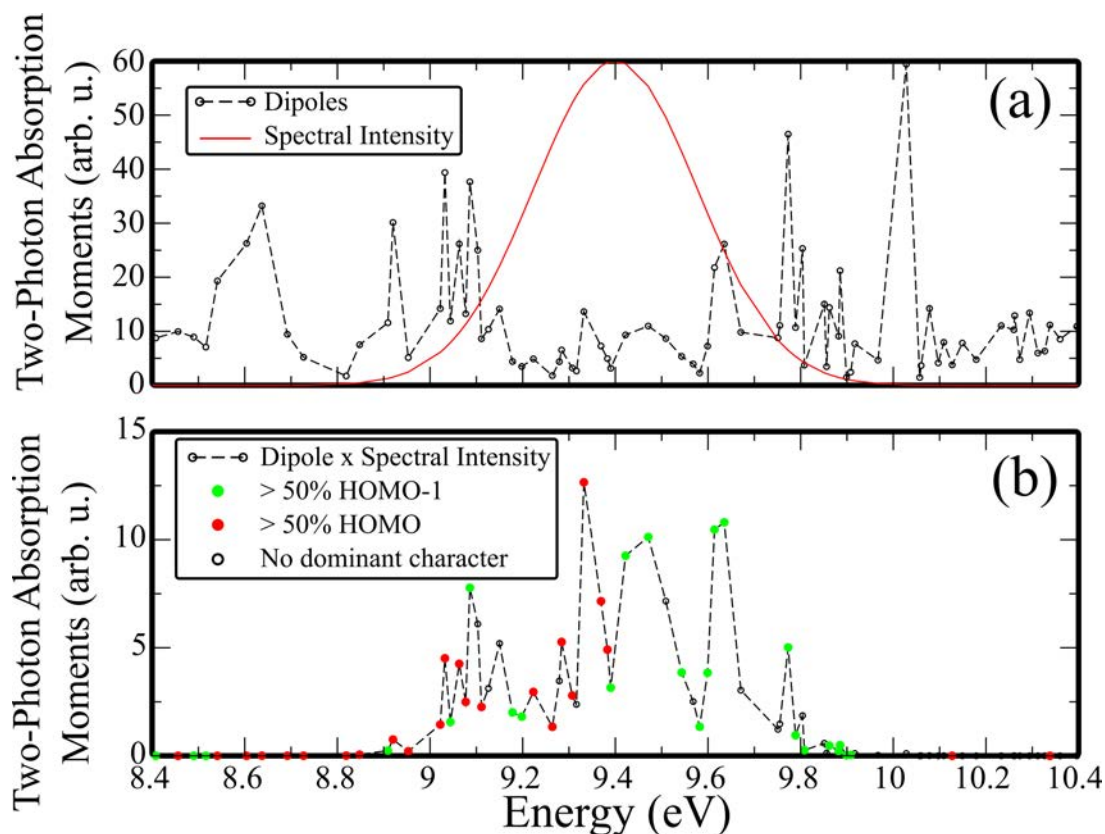 Two-Photon Absorption
Moments (arb. u.)
60
50
40
30
20
10
0
Dipoles
Spectral Intensity
(a)
Two-Photon Absorption
Moments (arb. u.)
15
10
5
0
Dipole x Spectral Intensity
> 50% HOMO-1
> 50% HOMO
No dominant character
(b)
8.4 8.6 8.8 9 9.2 9.4 9.6 9.8 10 10.2 10.4
Energy (eV)